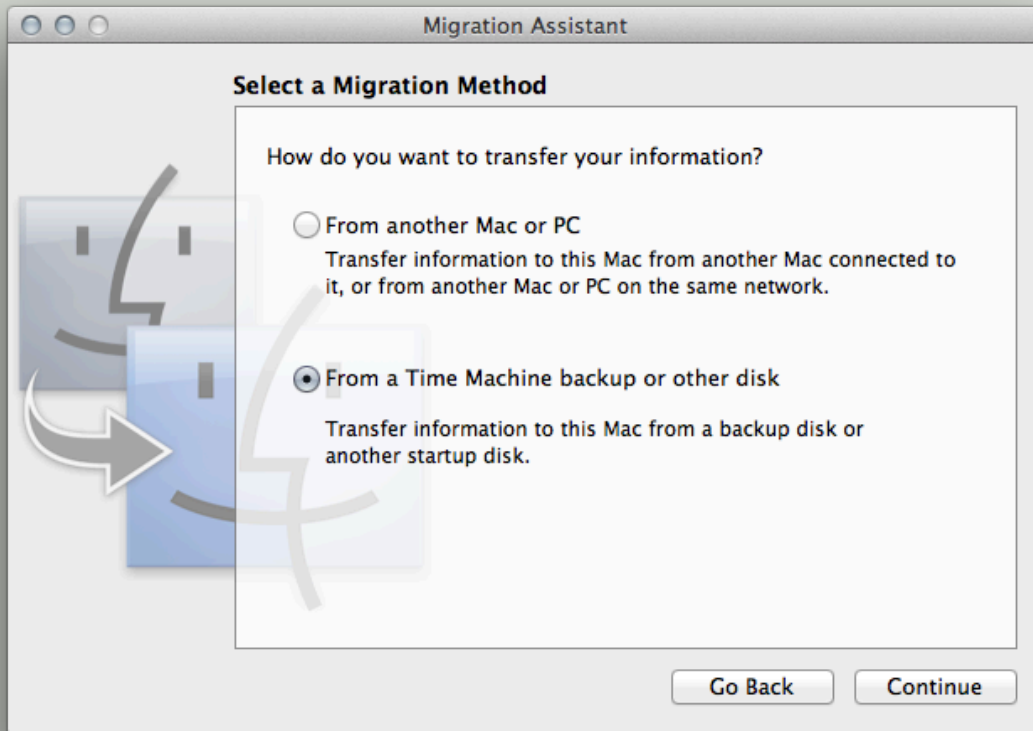 Migration Assistant
Select a Migration Method
How do you want to transfer your information?
From another Mac or PC
Transfer information to this Mac from another Mac connected to
it, or from another Mac or PC on the same network.
From a Time Machine backup or other disk
Transfer information to this Mac from a backup disk or
another startup disk.
Go Back
Continue